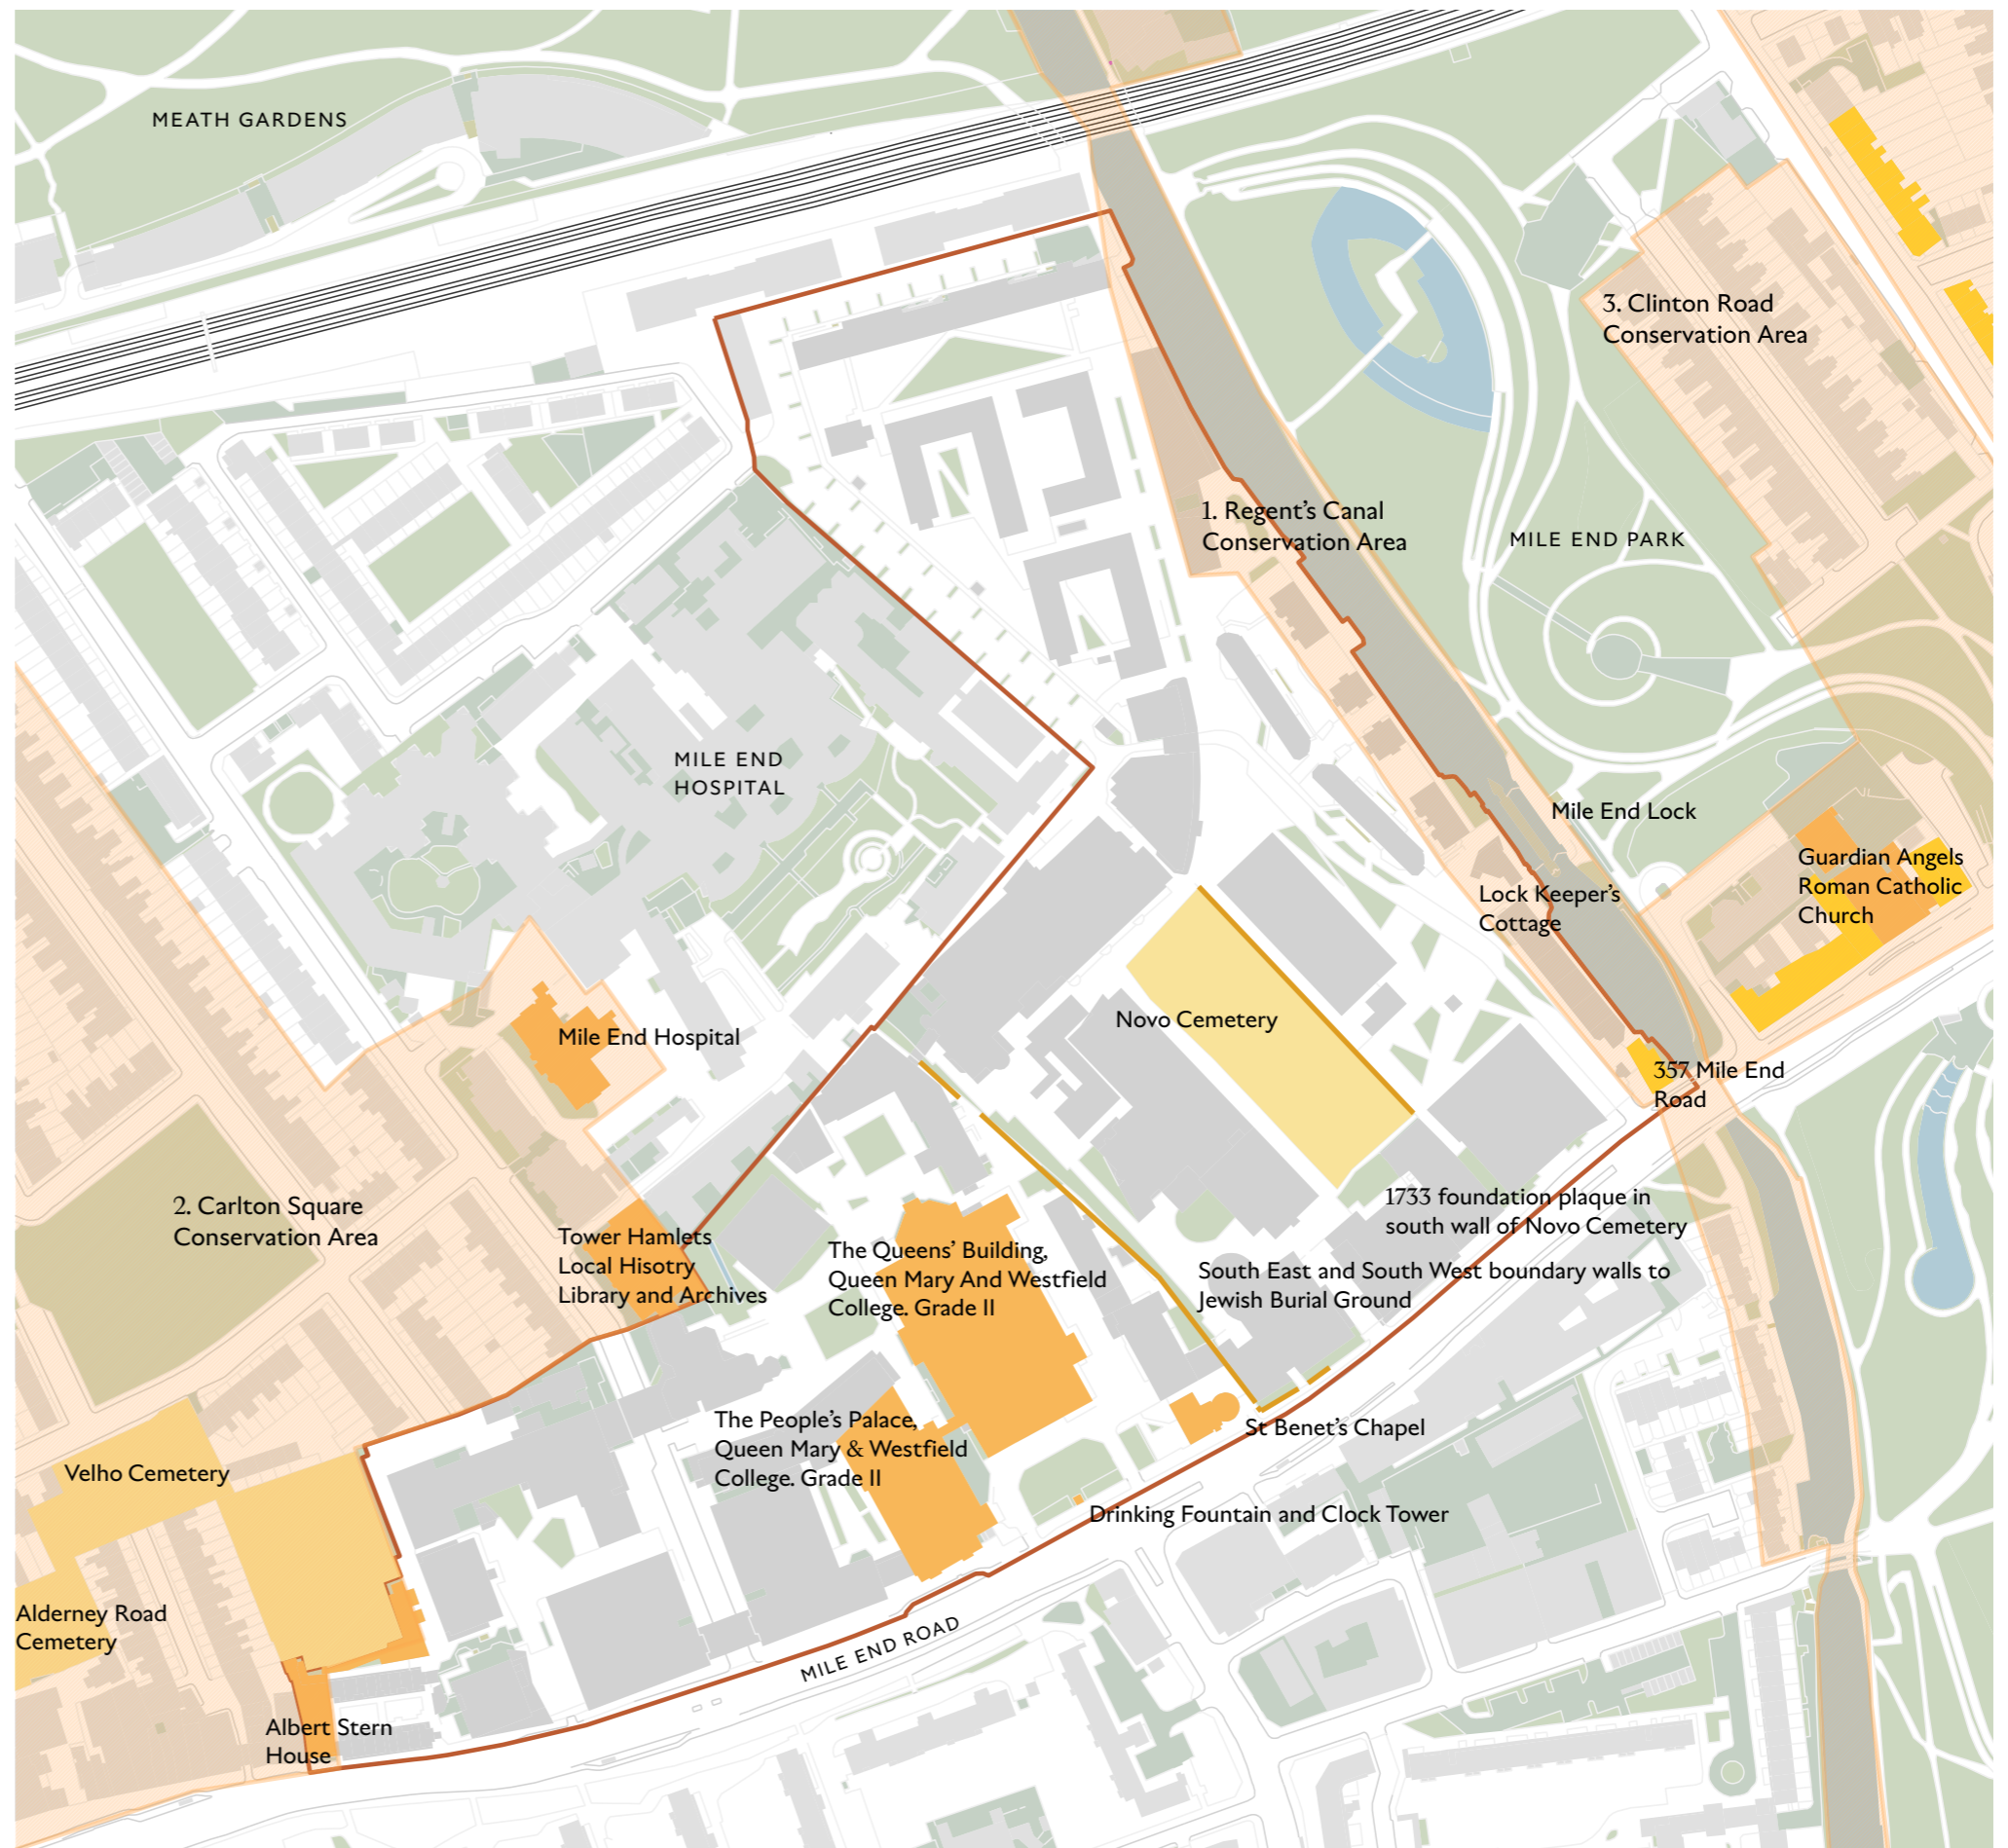 MEATH GARDENS
3. Clinton Road
Conservation Area
1. Regent's Canal
Conservation Area
MILE END PARK
MILE END
HOSPITAL
Mile End Lock
Guardian Angels
Roman Catholic
Church
Lock Keeper's
Cottage
Novo Cemetery
Mile End Hospital
357 Mile End
Road
1733 foundation plaque in
south wall of Novo Cemetery
2. Carlton Square
Conservation Area
Tower Hamlets
Local Hisotry
Library and Archives
The Queens' Building,
Queen Mary And Westfield
College. Grade II
South East and South West boundary walls to
Jewish Burial Ground
The People's Palace,
Queen Mary & Westfield
College. Grade II
St Benet's Chapel
Velho Cemetery
Drinking Fountain and Clock Tower
Alderney Road
Cemetery
MILE END ROAD
Albert Stern
House